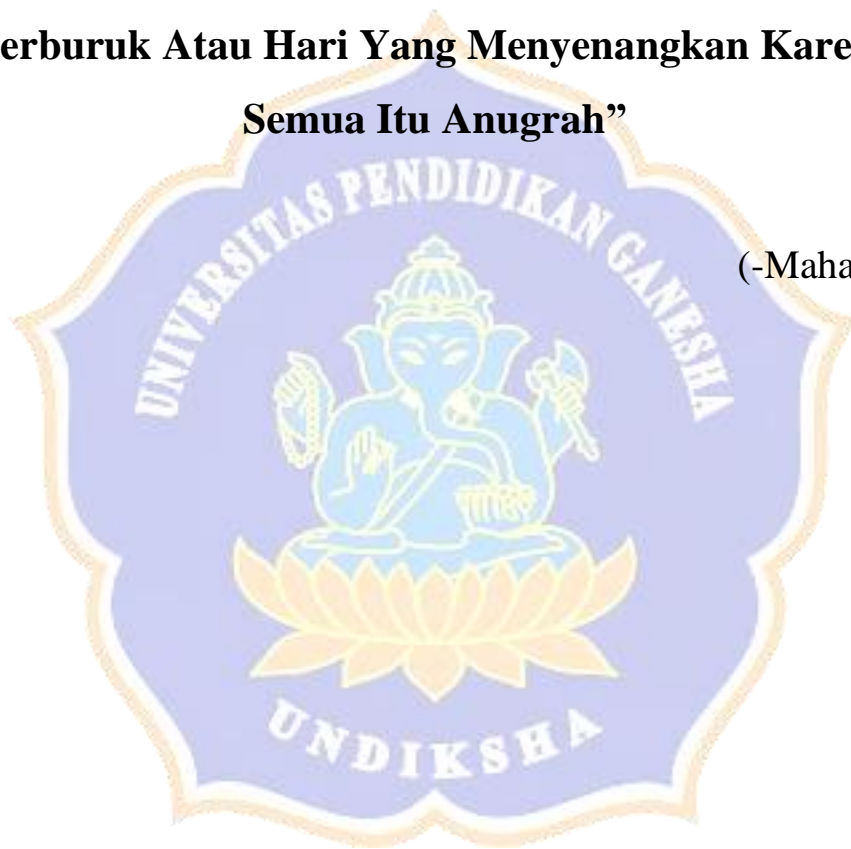 erburuk Atau Hari Yang Menyenangkan Kare
Semua Itu Anugrah”
(-Maha
UNIVERSITAS PENDIDIKAN GANESHA
UNDIKSHA